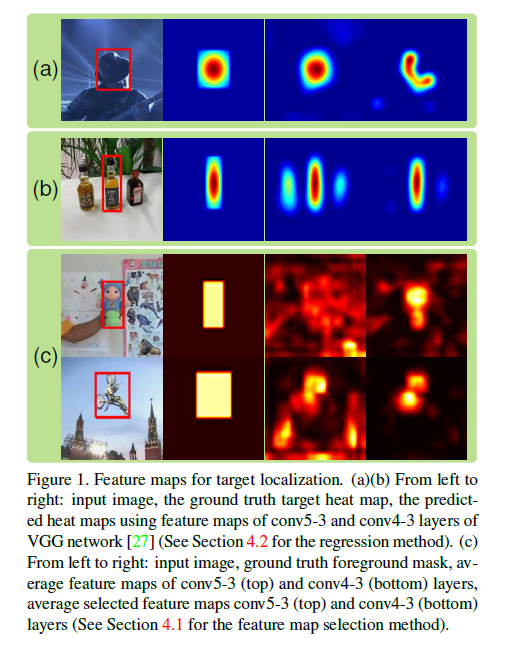 (a)
(b)
(c)
Figure 1. Feature maps for target localization. (a)(b) From left to
right: input image, the ground truth target heat map, the predict-
ed heat maps using feature maps of conv5-3 and conv4-3 layers of
VGG network [27] (See Section 4.2 for the regression method). (c)
From left to right: input image, ground truth foreground mask, av-
erage feature maps of conv5-3 (top) and conv4-3 (bottom) layers,
average selected feature maps conv5-3 (top) and conv4-3 (bottom)
layers (See Section 4.1 for the feature map selection method).